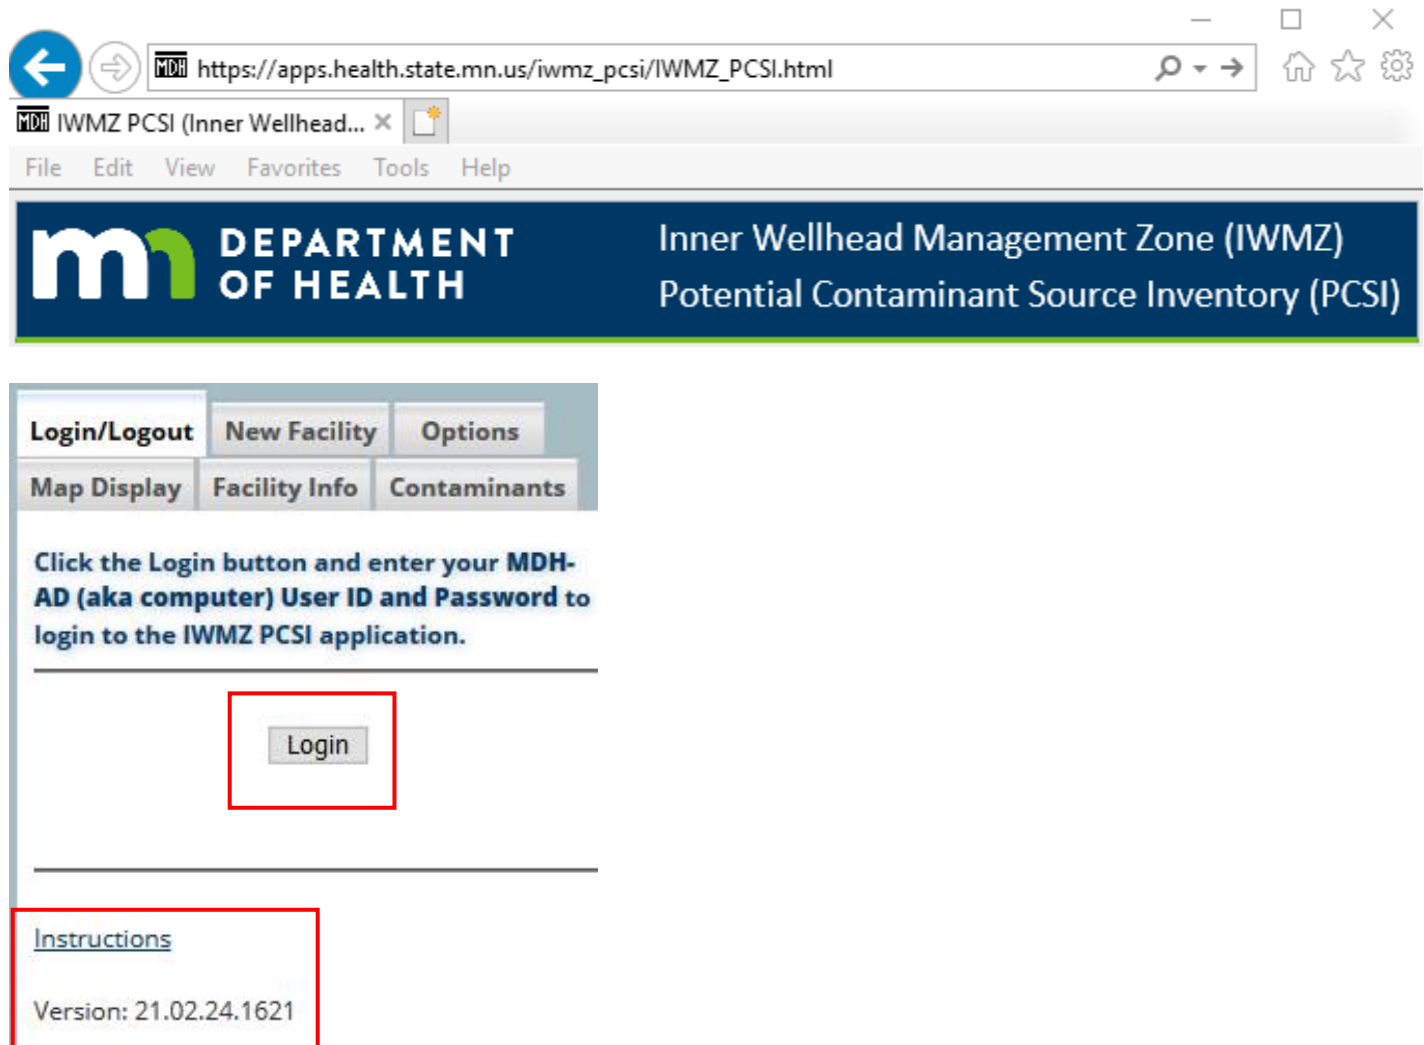 MDH https://apps.health.state.mn.us/iwmz_pcsi/IWMZ_PCSI.html
MDH IWMZ PCSI (Inner Wellhead...
File Edit View Favorites Tools Help
mn DEPARTMENT OF HEALTH
Inner Wellhead Management Zone (IWMZ)
Potential Contaminant Source Inventory (PCSI)
Login/Logout New Facility Options
Map Display Facility Info Contaminants
Click the Login button and enter your MDH-
AD (aka computer) User ID and Password to
login to the IWMZ PCSI application.
Login
Instructions
Version: 21.02.24.1621